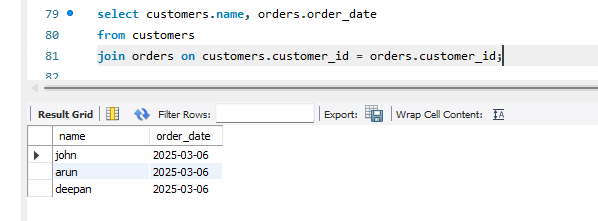 79 select customers.name, orders.order_date
80 from customers
81 join orders on customers.customer_id = orders.customer_id;
82
Result Grid Filter Rows: Export: Wrap Cell Content: IA
name order_date
john 2025-03-06
arun 2025-03-06
deepan 2025-03-06